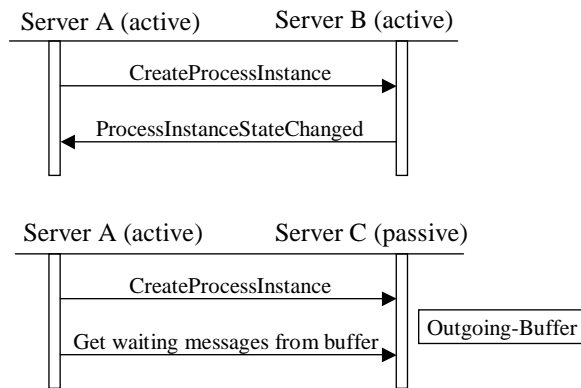 Server A (active) Server B (active)
CreateProcessInstance
ProcessInstanceStateChanged
Server A (active) Server C (passive)
CreateProcessInstance
Outgoing-Buffer
Get waiting messages from buffer